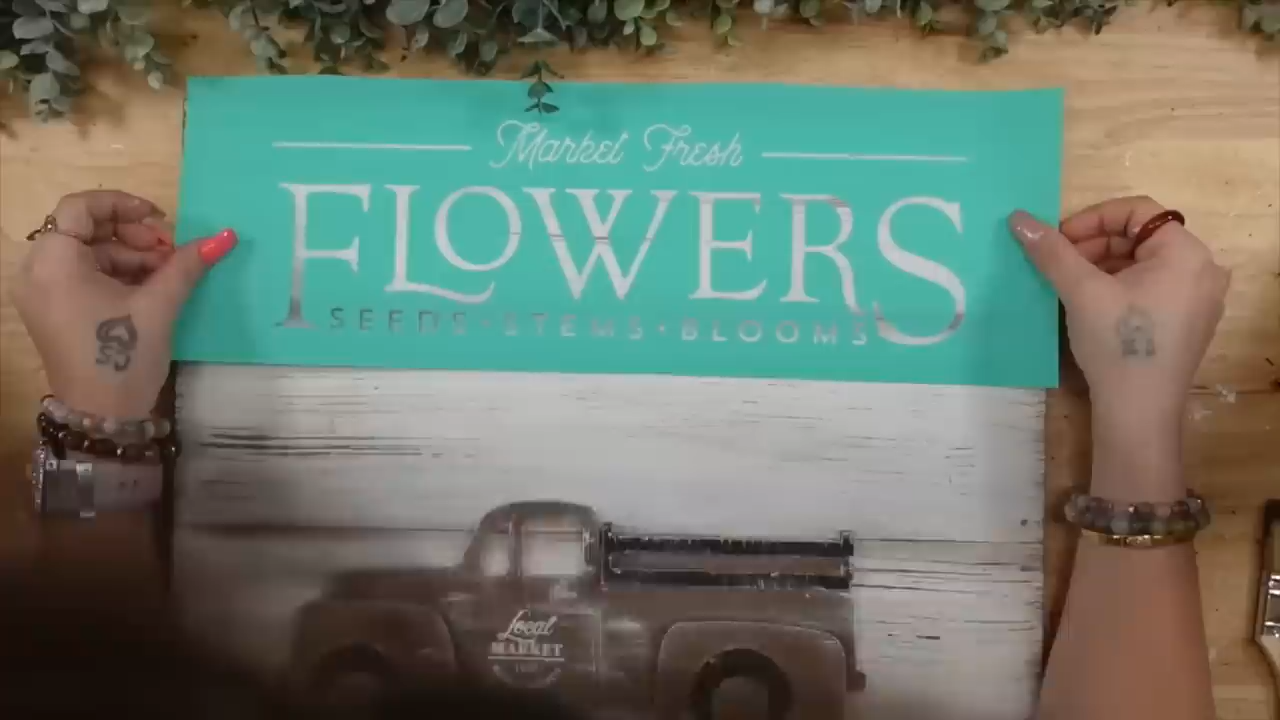 Market Fresh
FLOWERS
SEEDS • STEMS • BLOOMS
Local
MARKET